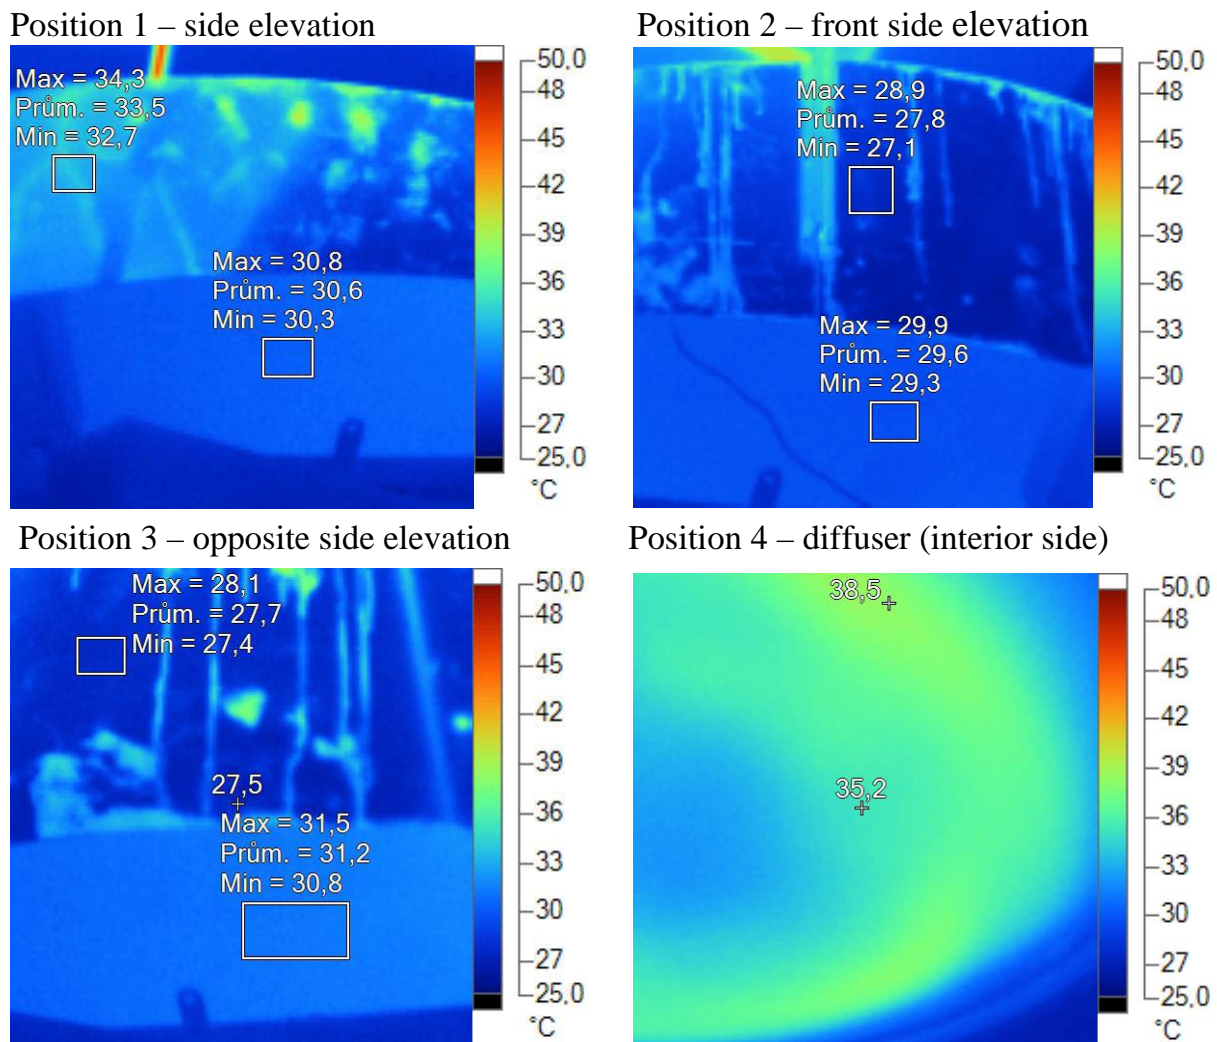 Position 1 – side elevation
Max = 34,3
Prům. = 33,5
Min = 32,7
Max = 30,8
Prům. = 30,6
Min = 30,3
50,0
48
45
42
39
36
33
30
27
25,0
°C
Position 2 – front side elevation
Max = 28,9
Prům. = 27,8
Min = 27,1
Max = 29,9
Prům. = 29,6
Min = 29,3
50,0
48
45
42
39
36
33
30
27
25,0
°C
Position 3 – opposite side elevation
Max = 28,1
Prům. = 27,7
Min = 27,4
27,5
Max = 31,5
Prům. = 31,2
Min = 30,8
50,0
48
45
42
39
36
33
30
27
25,0
°C
Position 4 – diffuser (interior side)
38,5
35,2
50,0
48
45
42
39
36
33
30
27
25,0
°C